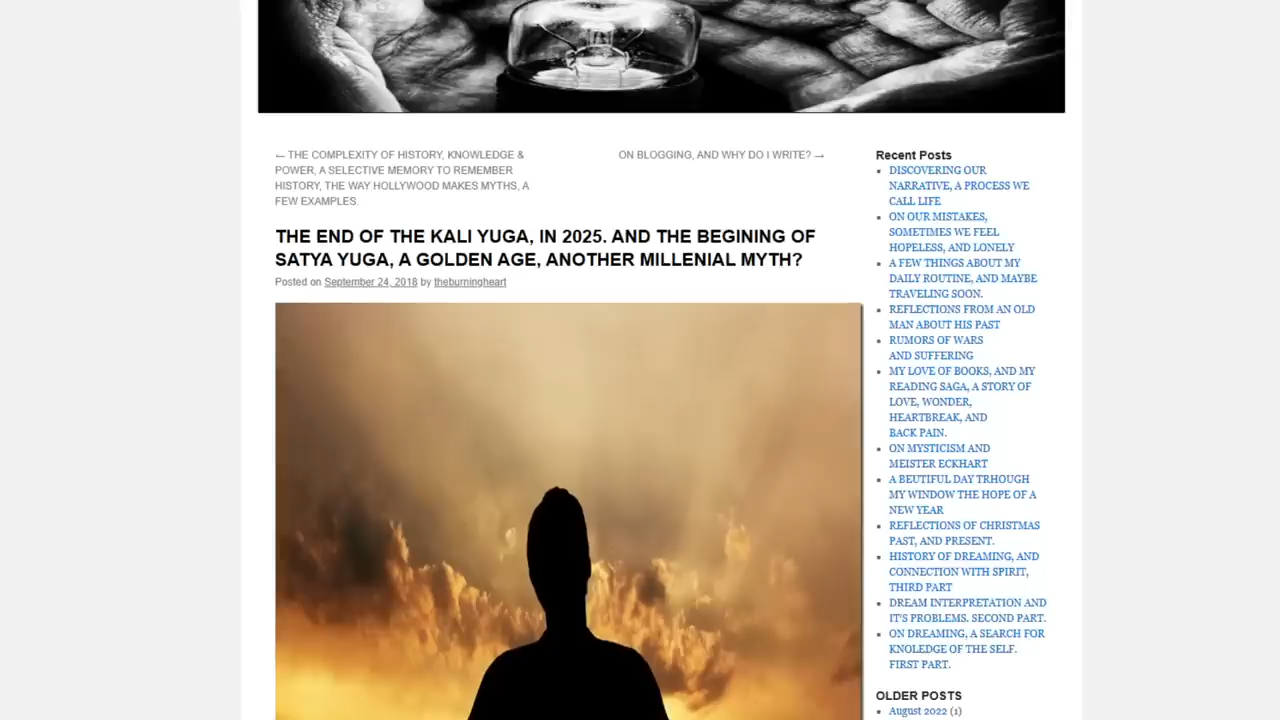 ← THE COMPLEXITY OF HISTORY, KNOWLEDGE &
POWER, A SELECTIVE MEMORY TO REMEMBER
HISTORY, THE WAY HOLLYWOOD MAKES MYTHS, A
FEW EXAMPLES.
ON BLOGGING, AND WHY DO I WRITE? →
THE END OF THE KALI YUGA, IN 2025. AND THE BEGINING OF
SATYA YUGA, A GOLDEN AGE, ANOTHER MILLENIAL MYTH?
Posted on September 24, 2018 by theburningheart
Recent Posts
DISCOVERING OUR
NARRATIVE, A PROCESS WE
CALL LIFE
ON OUR MISTAKES,
SOMETIMES WE FEEL
HOPELESS, AND LONELY
A FEW THINGS ABOUT MY
DAILY ROUTINE, AND MAYBE
TRAVELING SOON.
REFLECTIONS FROM AN OLD
MAN ABOUT HIS PAST
RUMORS OF WARS
AND SUFFERING
MY LOVE OF BOOKS, AND MY
READING SAGA, A STORY OF
LOVE, WONDER,
HEARTBREAK, AND
BACK PAIN.
ON MYSTICISM AND
MEISTER ECKHART
A BEUTIFUL DAY TRHOUGH
MY WINDOW THE HOPE OF A
NEW YEAR
REFLECTIONS OF CHRISTMAS
PAST, AND PRESENT.
HISTORY OF DREAMING, AND
CONNECTION WITH SPIRIT,
THIRD PART
DREAM INTERPRETATION AND
IT'S PROBLEMS. SECOND PART.
ON DREAMING, A SEARCH FOR
KNOLEDGE OF THE SELF.
FIRST PART.
OLDER POSTS
August 2022 (1)